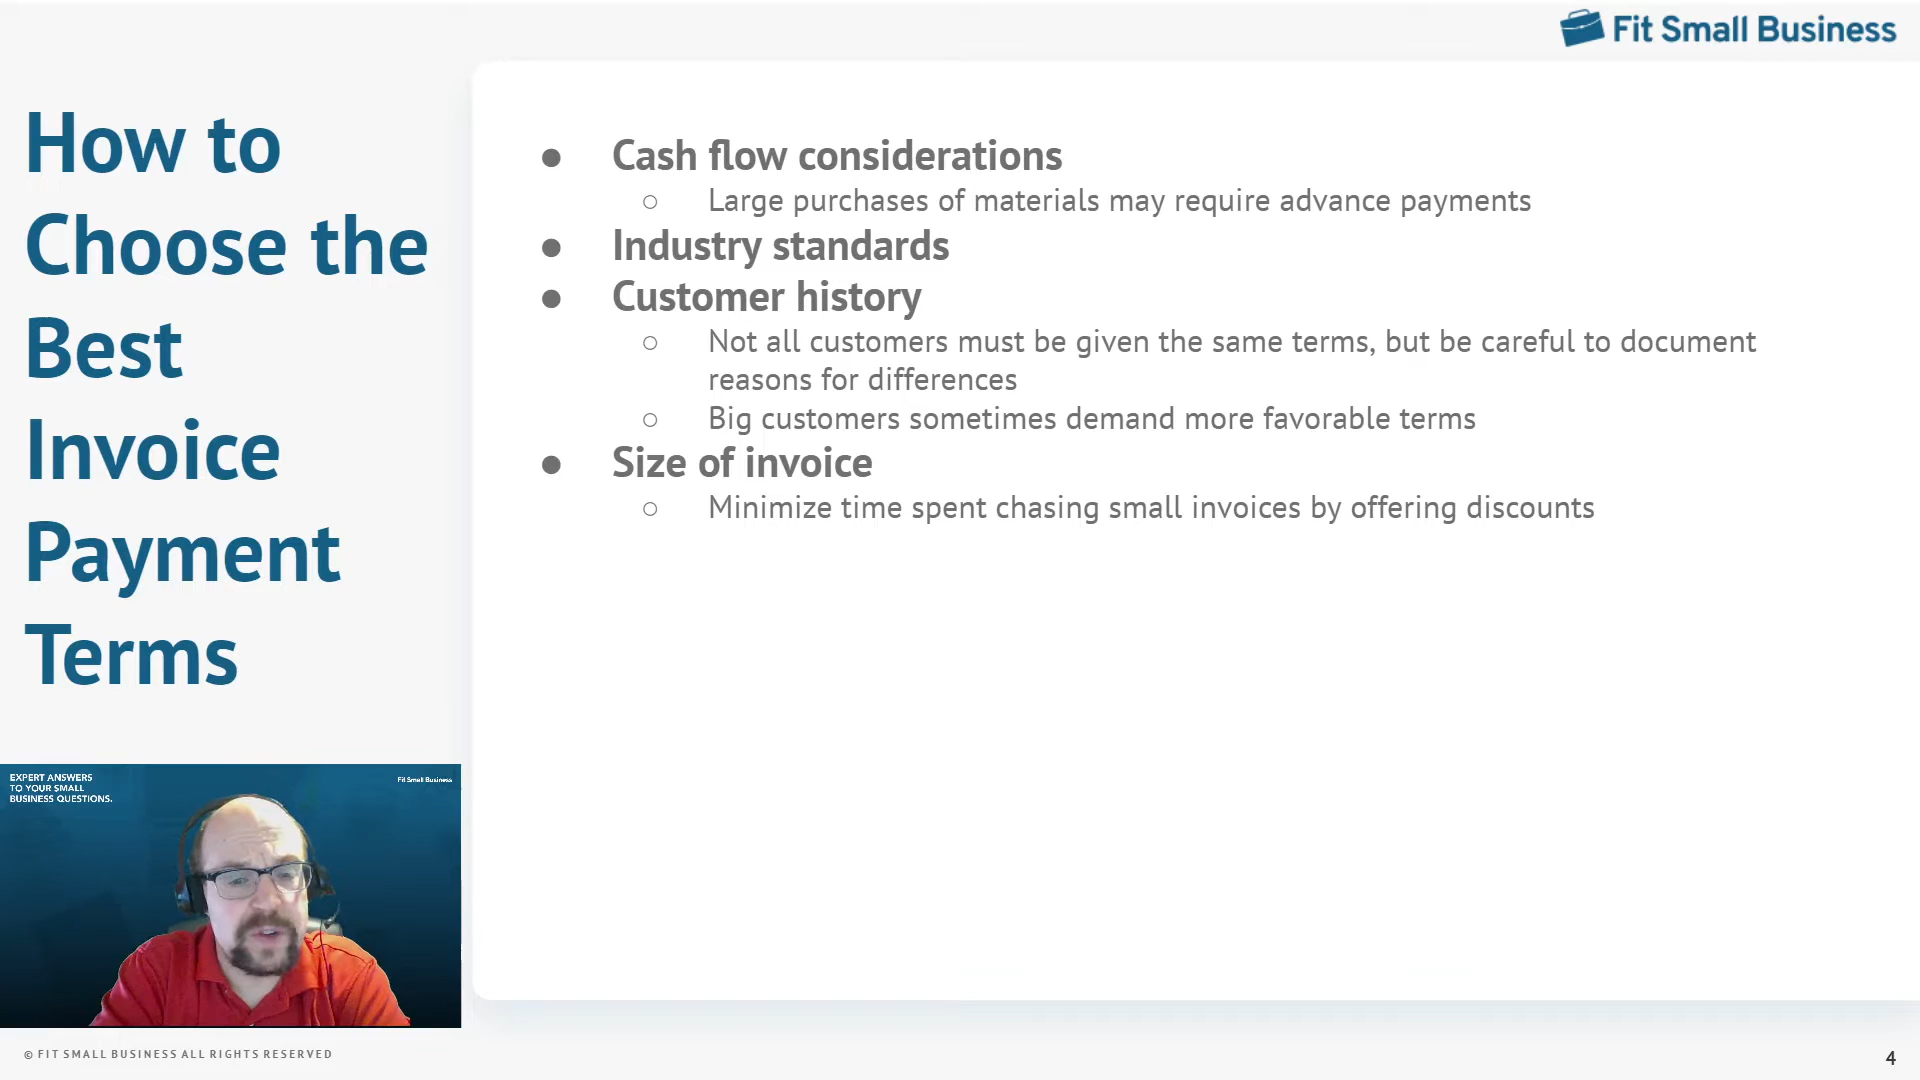 Fit Small Business
How to
Choose the
Best
Invoice
Payment
Terms
● Cash flow considerations
○ Large purchases of materials may require advance payments
● Industry standards
● Customer history
○ Not all customers must be given the same terms, but be careful to document
reasons for differences
○ Big customers sometimes demand more favorable terms
● Size of invoice
○ Minimize time spent chasing small invoices by offering discounts
EXPERT ANSWERS
TO YOUR SMALL
BUSINESS QUESTIONS.
Fit Small Business
© FIT SMALL BUSINESS ALL RIGHTS RESERVED
4